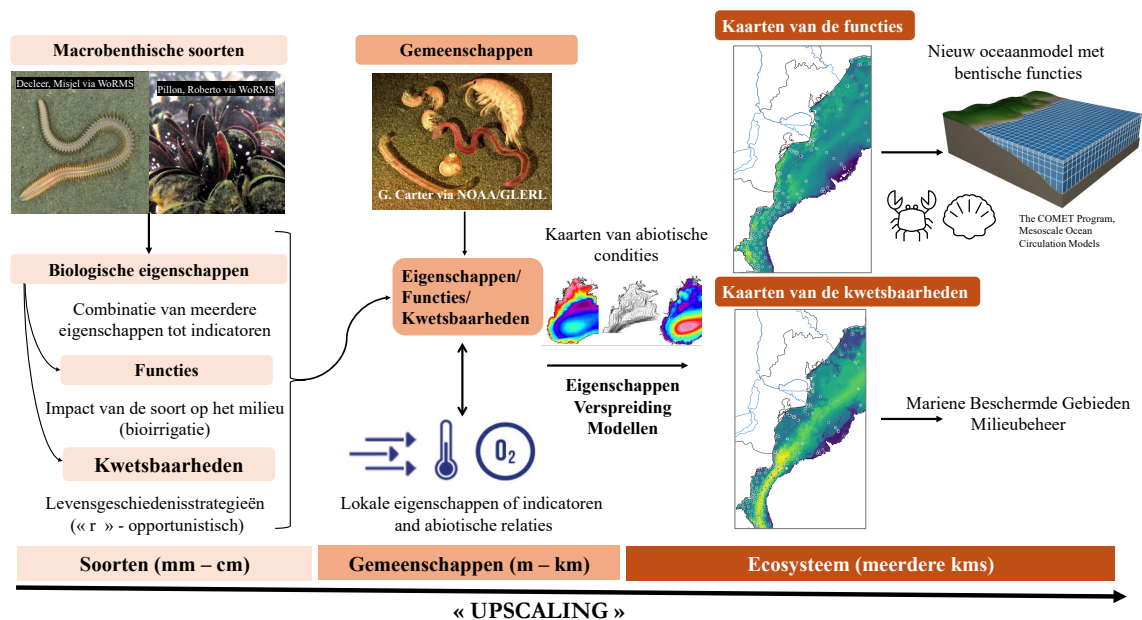 Macrobenthische soorten
Decleer, Misjel via WoRMS
Pillon, Roberto via WoRMS
Biologische eigenschappen
Combinatie van meerdere
eigenschappen tot indicatoren
Functies
Impact van de soort op het milieu
(bioirrigatie)
Kwetsbaarheden
Levensgeschiedenisstrategieën
(« r » - opportunistisch)
Gemeenschappen
G. Carter via NOAA/GLERL
Eigenschappen/
Functies/
Kwetsbaarheden
O₂
Lokale eigenschappen of indicatoren
and abiotische relaties
Kaarten van abiotische
condities
Eigenschappen
Verspreiding
Modellen
Kaarten van de functies
Nieuw oceaanmodel met
bentische functies
The COMET Program,
Mesoscale Ocean
Circulation Models
Kaarten van de kwetsbaarheden
Mariene Beschermde Gebieden
Milieubeheer
Soorten (mm – cm)
Gemeenschappen (m – km)
Ecosysteem (meerdere kms)
« UPSCALING »